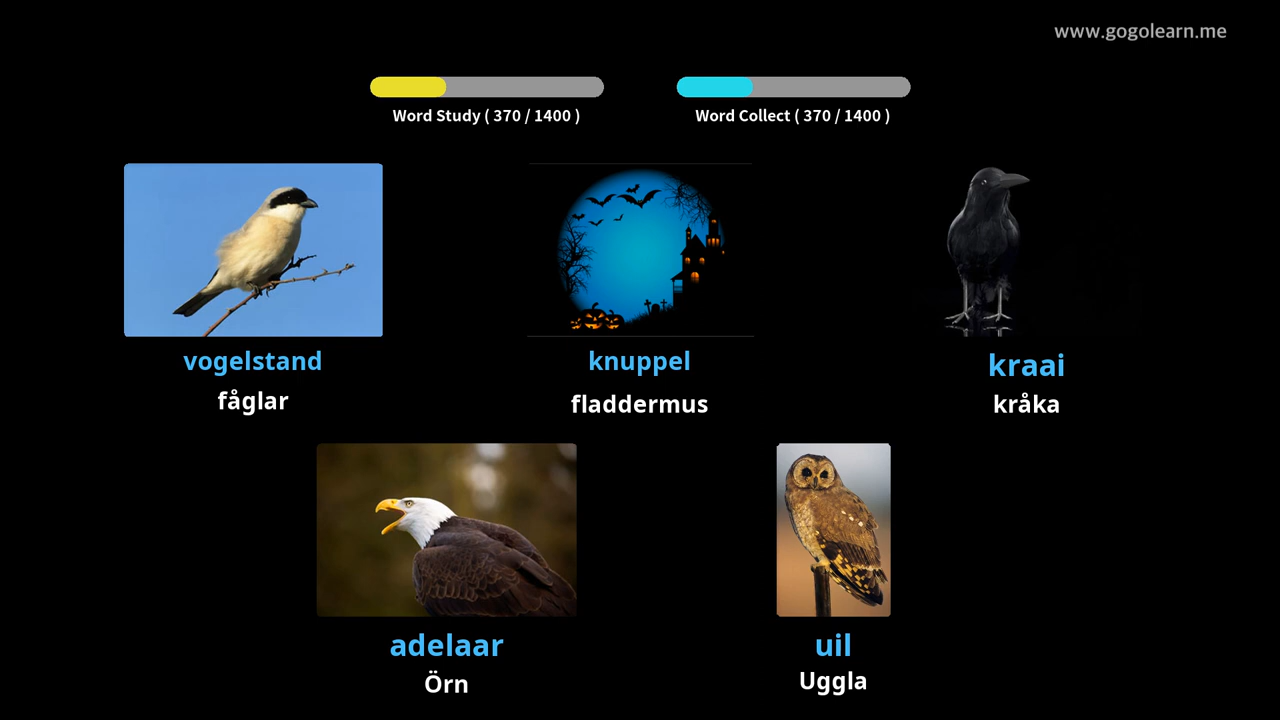 www.gogolearn.me
Word Study ( 370 / 1400 )
Word Collect ( 370 / 1400 )
vogelstand
knuppel
kraai
fåglar
fladdermus
kråka
adelaar
uil
Örn
Uggla